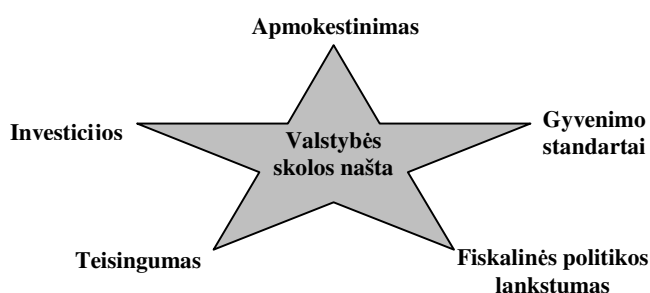 Apmokestinimas
Investiciios
Valstybės
skolos našta
Gyvenimo
standartai
Teisingumas
Fiskalinės politikos
lankstumas